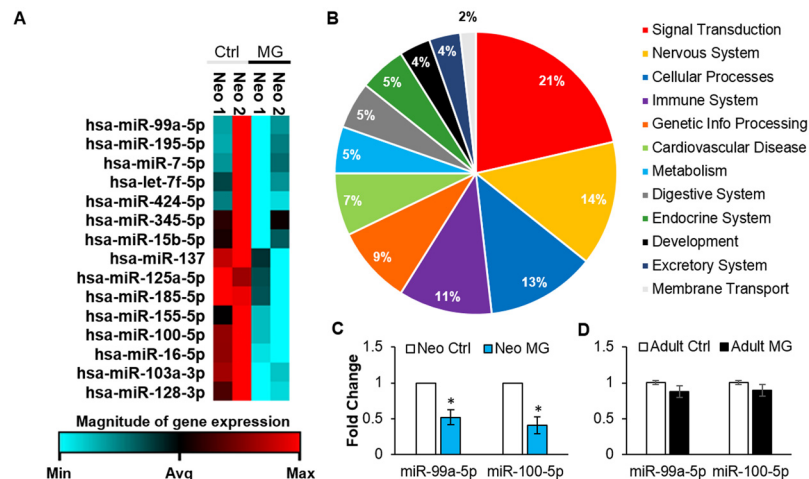 A
Ctrl MG
Neo 1 Neo 2 Neo 1 Neo 2
hsa-miR-99a-5p
hsa-miR-195-5p
hsa-miR-7-5p
hsa-let-7f-5p
hsa-miR-424-5p
hsa-miR-345-5p
hsa-miR-15b-5p
hsa-miR-137
hsa-miR-125a-5p
hsa-miR-185-5p
hsa-miR-155-5p
hsa-miR-100-5p
hsa-miR-16-5p
hsa-miR-103a-3p
hsa-miR-128-3p
Magnitude of gene expression
Min Avg Max
B
21%
14%
13%
11%
9%
7%
5%
5%
5%
4%
4%
2%
Signal Transduction
Nervous System
Cellular Processes
Immune System
Genetic Info Processing
Cardiovascular Disease
Metabolism
Digestive System
Endocrine System
Development
Excretory System
Membrane Transport
C
Neo Ctrl Neo MG
Fold Change
1.5
1
0.5
0
* *
miR-99a-5p miR-100-5p
D
Adult Ctrl Adult MG
1.5
1
0.5
0
miR-99a-5p miR-100-5p